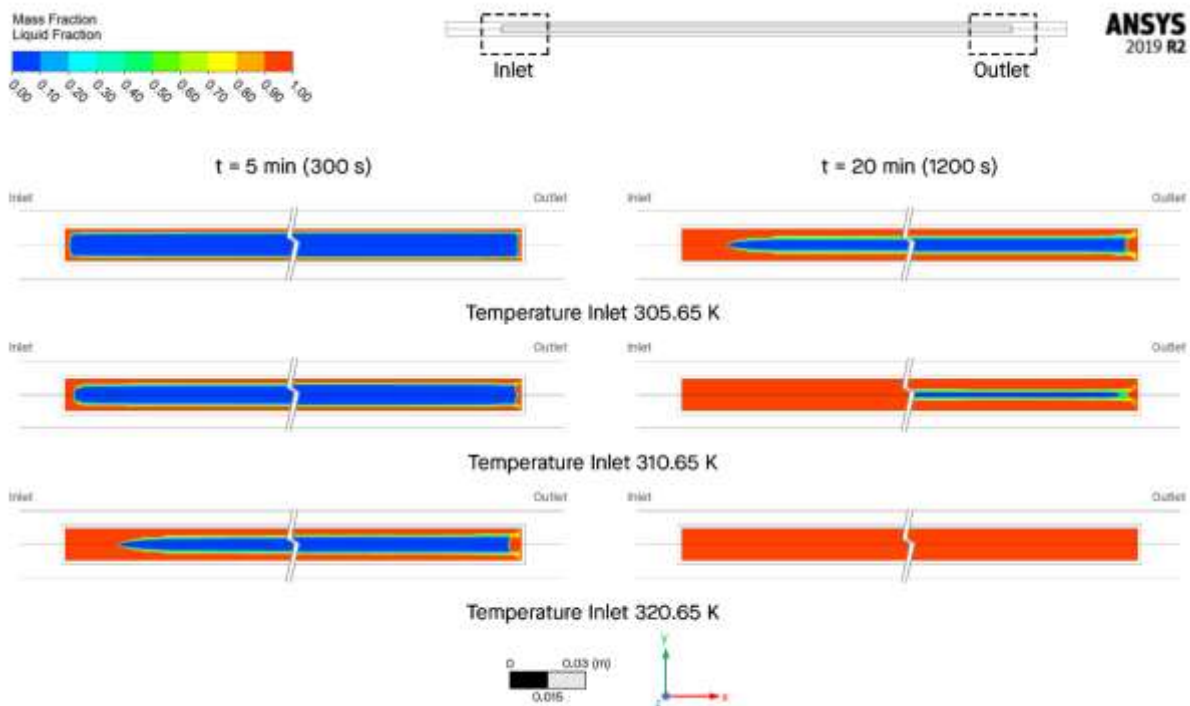 Mass Fraction
Liquid Fraction
0.00 0.10 0.20 0.30 0.40 0.50 0.60 0.70 0.80 0.90 1.00
Inlet Outlet
ANSYS
2019 R2
t = 5 min (300 s) t = 20 min (1200 s)
Inlet Outlet Inlet Outlet
Temperature Inlet 305.65 K
Inlet Outlet Inlet Outlet
Temperature Inlet 310.65 K
Inlet Outlet Inlet Outlet
Temperature Inlet 320.65 K
0 0.03 (m)
0.015
Y
Z X